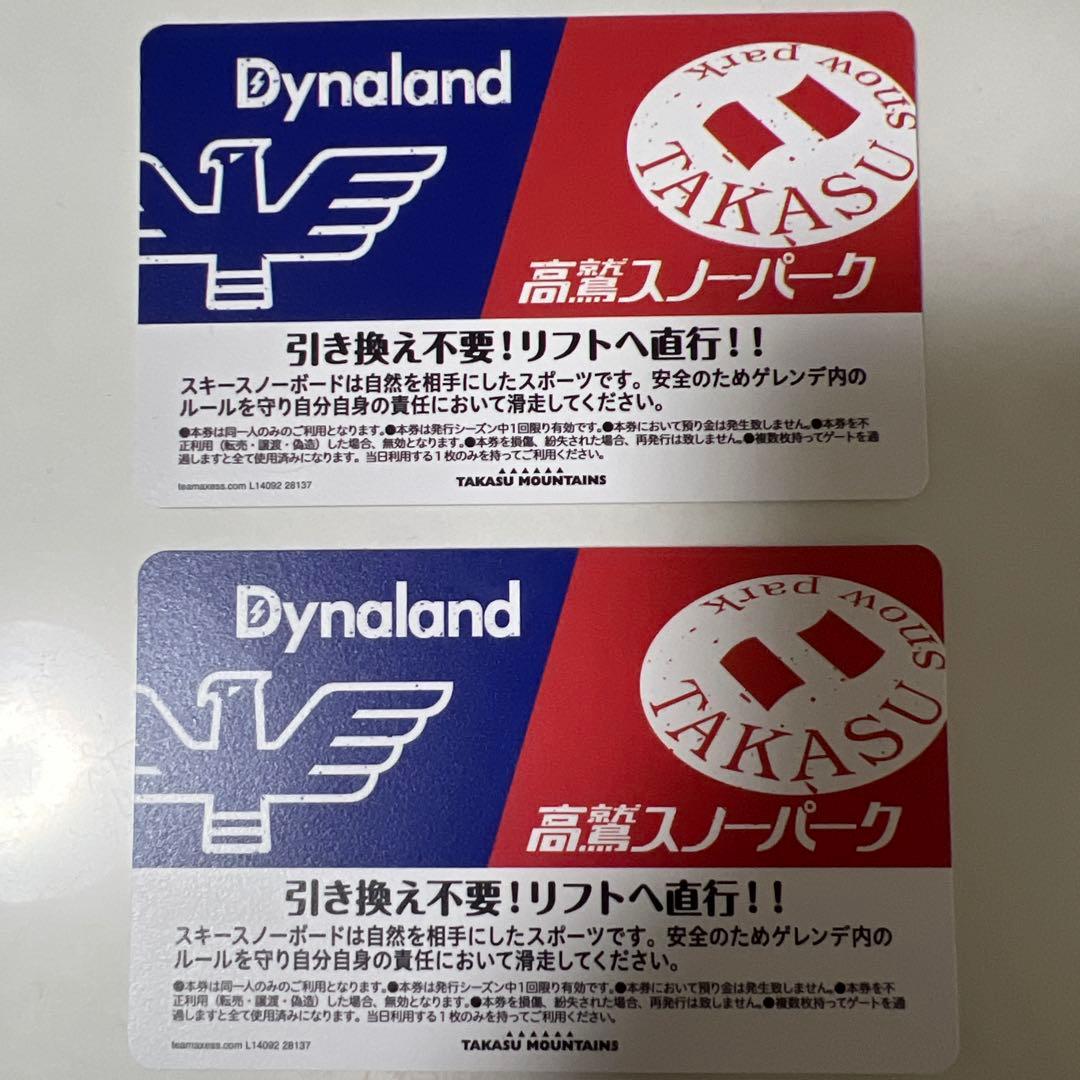 Dynaland
snow park
TAKASU
高鷲スノーパーク
引き換え不要!リフトへ直行!!
スキースノーボードは自然を相手にしたスポーツです。安全のためゲレンデ内の
ルールを守り自分自身の責任において滑走してください。
●本券は同一人のみのご利用となります。●本券は発行シーズン中1回限り有効です。●本券において預り金は発生致しません。●本券を不
正利用（転売・譲渡・偽造）した場合、無効となります。●本券を損傷、紛失された場合、再発行は致しません。●複数枚持ってゲートを通
過しますと全て使用済みになります。当日利用する1枚のみを持ってご利用ください。
teamaxess.com L14092 28137
TAKASU MOUNTAINS
Dynaland
snow park
TAKASU
高鷲スノーパーク
引き換え不要!リフトへ直行!!
スキースノーボードは自然を相手にしたスポーツです。安全のためゲレンデ内の
ルールを守り自分自身の責任において滑走してください。
●本券は同一人のみのご利用となります。●本券は発行シーズン中1回限り有効です。●本券において預り金は発生致しません。●本券を不
正利用（転売・譲渡・偽造）した場合、無効となります。●本券を損傷、紛失された場合、再発行は致しません。●複数枚持ってゲートを通
過しますと全て使用済みになります。当日利用する1枚のみを持ってご利用ください。
teamaxess.com L14092 28137
TAKASU MOUNTAINS